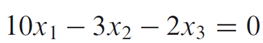 10x₁ − 3x₂ − 2x₃ = 0